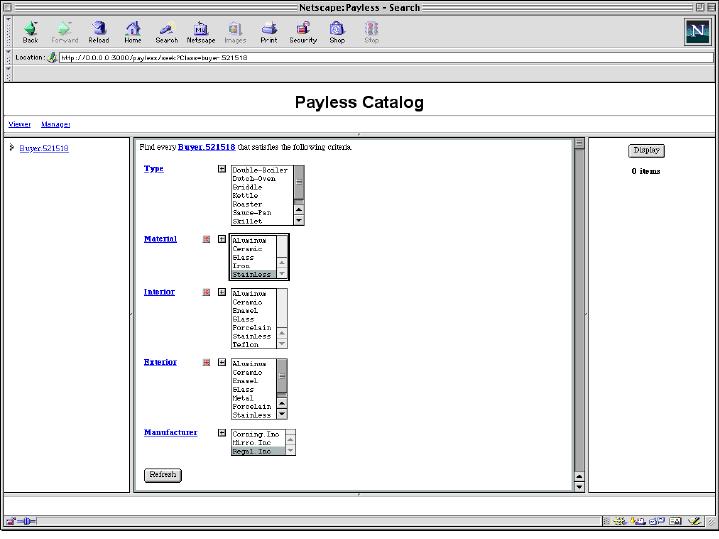 Netscape: Payless - Search
Back Forward Reload Home Search Netscape Images Print Security Shop Stop
Location: http://0.0.0.0:3000/payless/seek?Class=buyer.521518
Payless Catalog
Viewer Manager
Buyer.521518
Find every Buyer.521518 that satisfies the following criteria.
Type
Double-Boiler
Dutch-Oven
Griddle
Kettle
Roaster
Sauce-Pan
Skillet
Material
Aluminum
Ceramic
Glass
Iron
Stainless
Interior
Aluminum
Ceramic
Enamel
Glass
Porcelain
Stainless
Teflon
Exterior
Aluminum
Ceramic
Enamel
Glass
Metal
Porcelain
Stainless
Manufacturer
Corning.Inc
Mirro.Inc
Regal.Inc
Refresh
Display
0 items